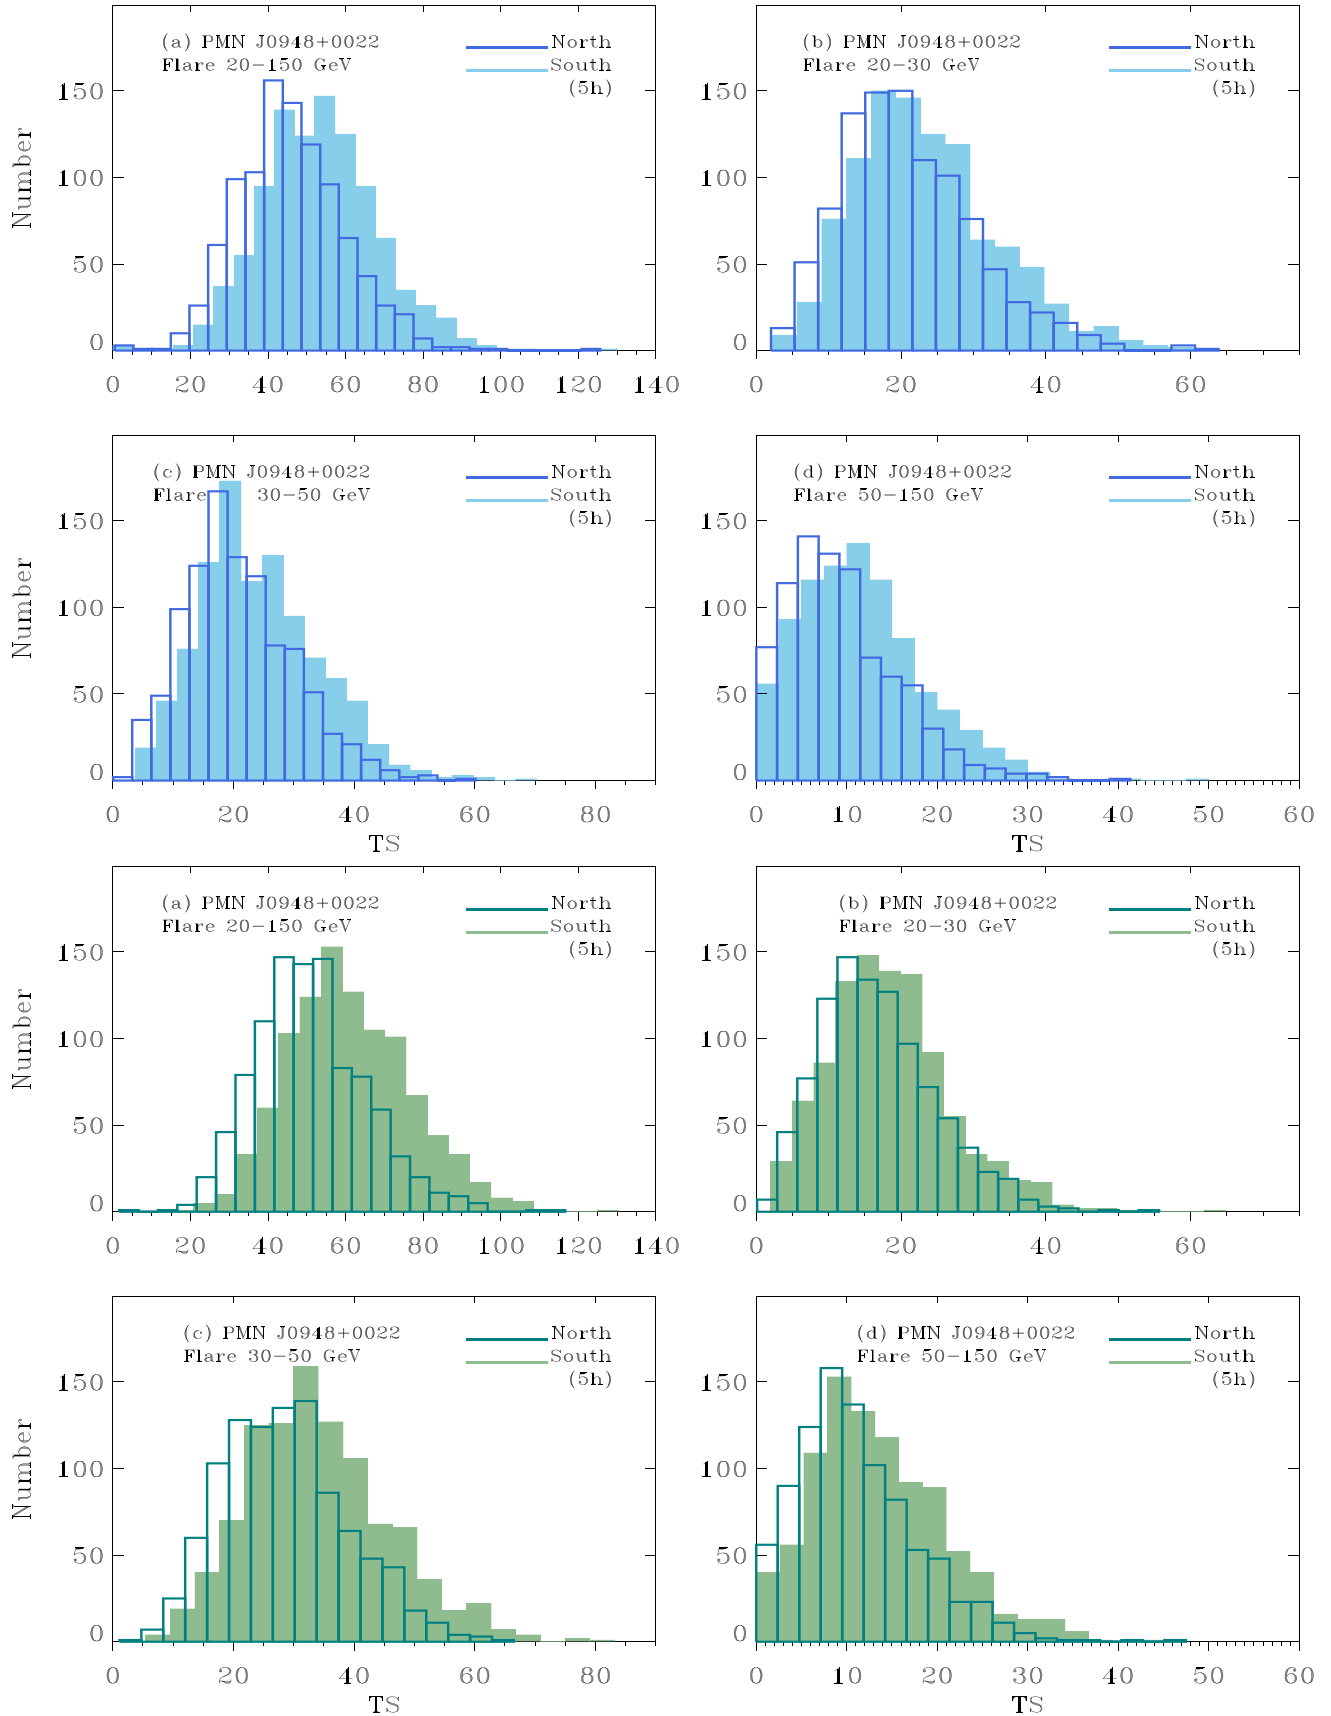 (a) PMN J0948+0022
Flare 20−150 GeV
North
South
(5h)
150
100
50
0
Number
0 20 40 60 80 100 120 140
(b) PMN J0948+0022
Flare 20−30 GeV
North
South
(5h)
150
100
50
0
20 40 60
(c) PMN J0948+0022
Flare 30−50 GeV
North
South
(5h)
150
100
50
0
Number
0 20 40 60 80
TS
(d) PMN J0948+0022
Flare 50−150 GeV
North
South
(5h)
150
100
50
0
0 10 20 30 40 50 60
TS
(a) PMN J0948+0022
Flare 20−150 GeV
North
South
(5h)
150
100
50
0
Number
0 20 40 60 80 100 120 140
(b) PMN J0948+0022
Flare 20−30 GeV
North
South
(5h)
150
100
50
0
0 20 40 60
(c) PMN J0948+0022
Flare 30−50 GeV
North
South
(5h)
150
100
50
0
Number
0 20 40 60 80
TS
(d) PMN J0948+0022
Flare 50−150 GeV
North
South
(5h)
150
100
50
0
0 10 20 30 40 50 60
TS